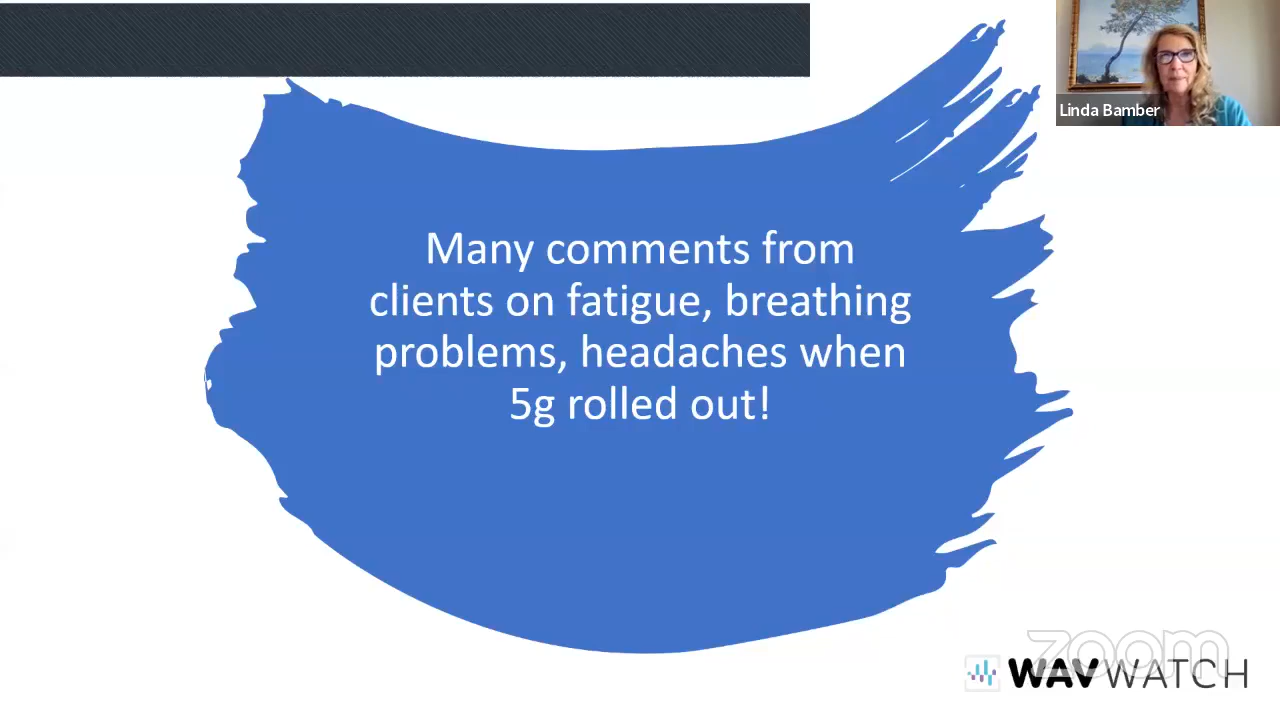 Linda Bamber
Many comments from
clients on fatigue, breathing
problems, headaches when
5g rolled out!
zoom
WAVWATCH